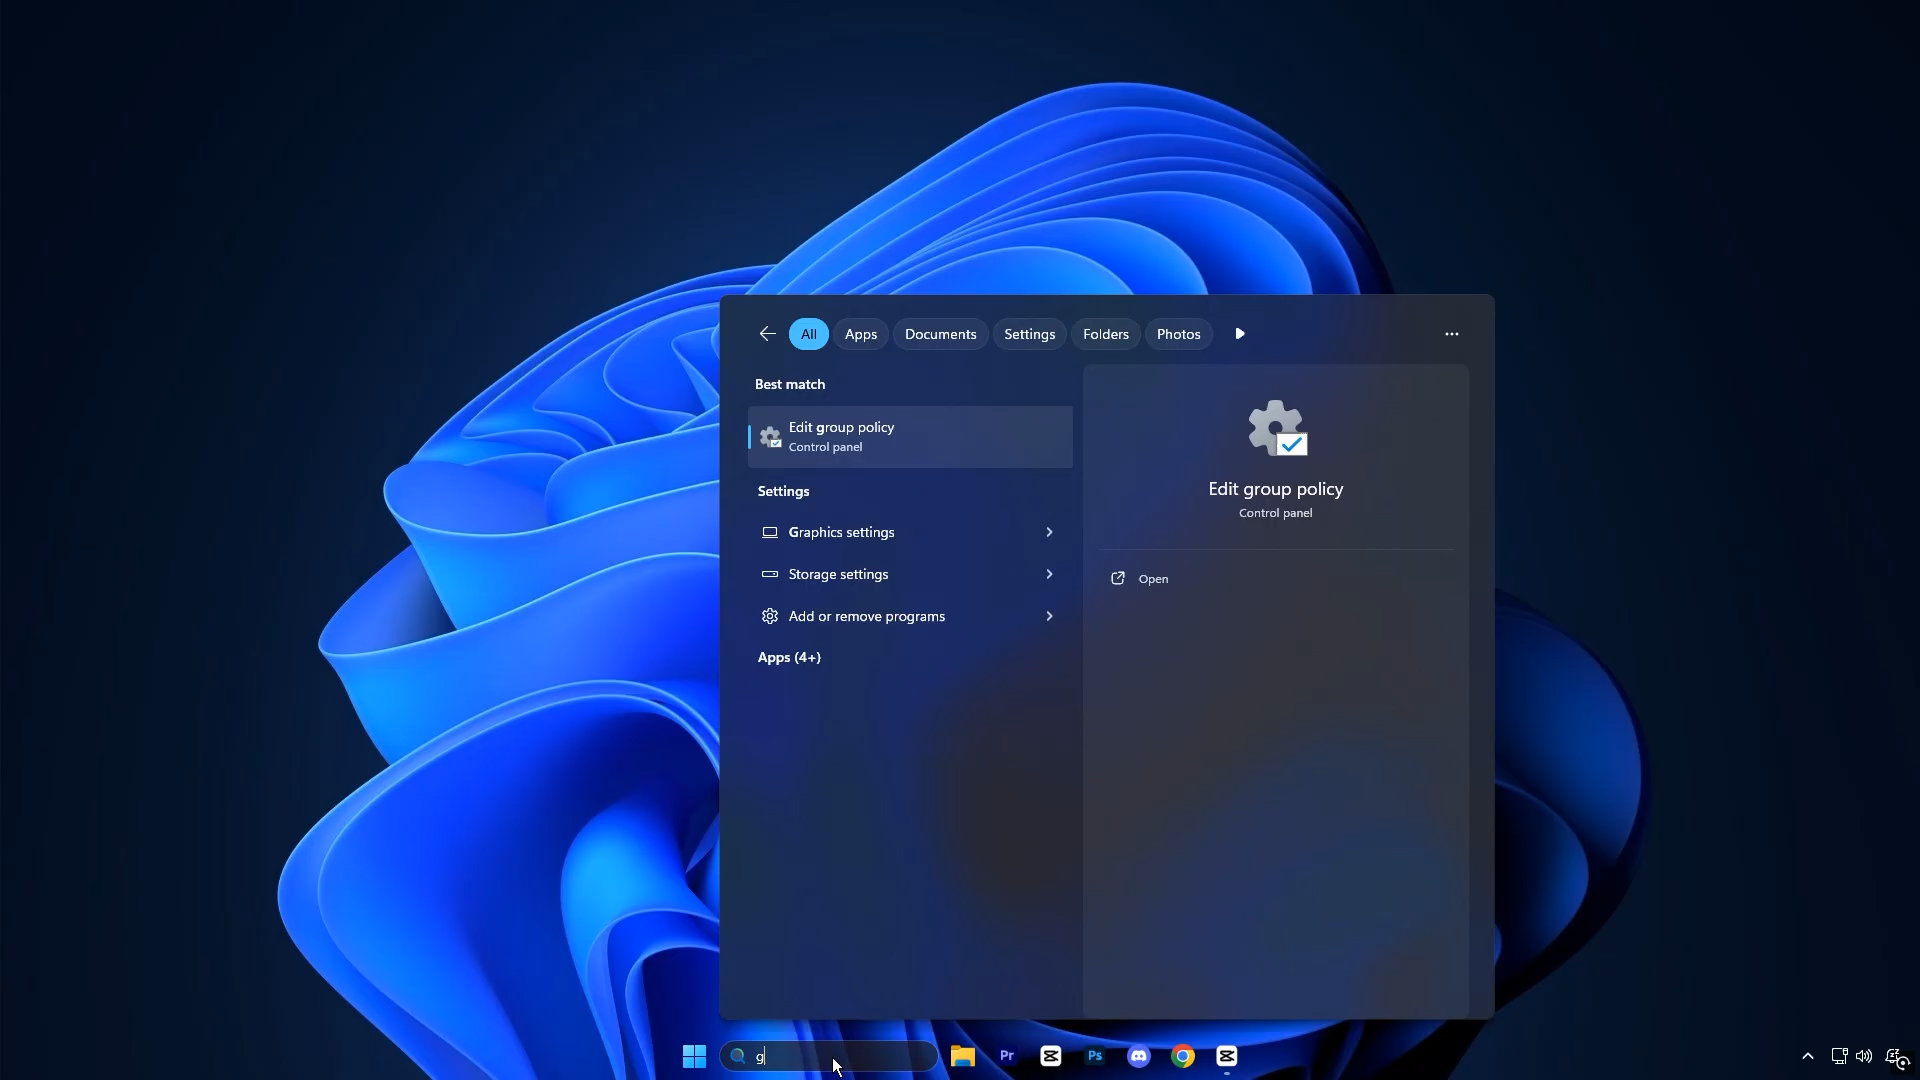 All
Apps
Documents
Settings
Folders
Photos
Best match
Edit group policy
Control panel
Settings
Graphics settings
Storage settings
Add or remove programs
Apps (4+)
Edit group policy
Control panel
Open
g
Pr
Ps